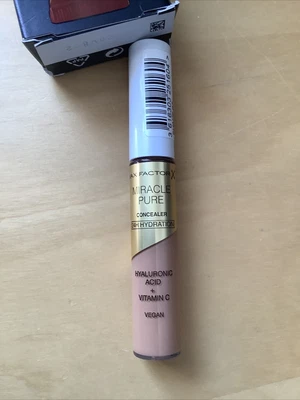 MAX FACTOR X
MIRACLE
PURE
CONCEALER
24H HYDRATION
HYALURONIC
ACID
+
VITAMIN C
VEGAN